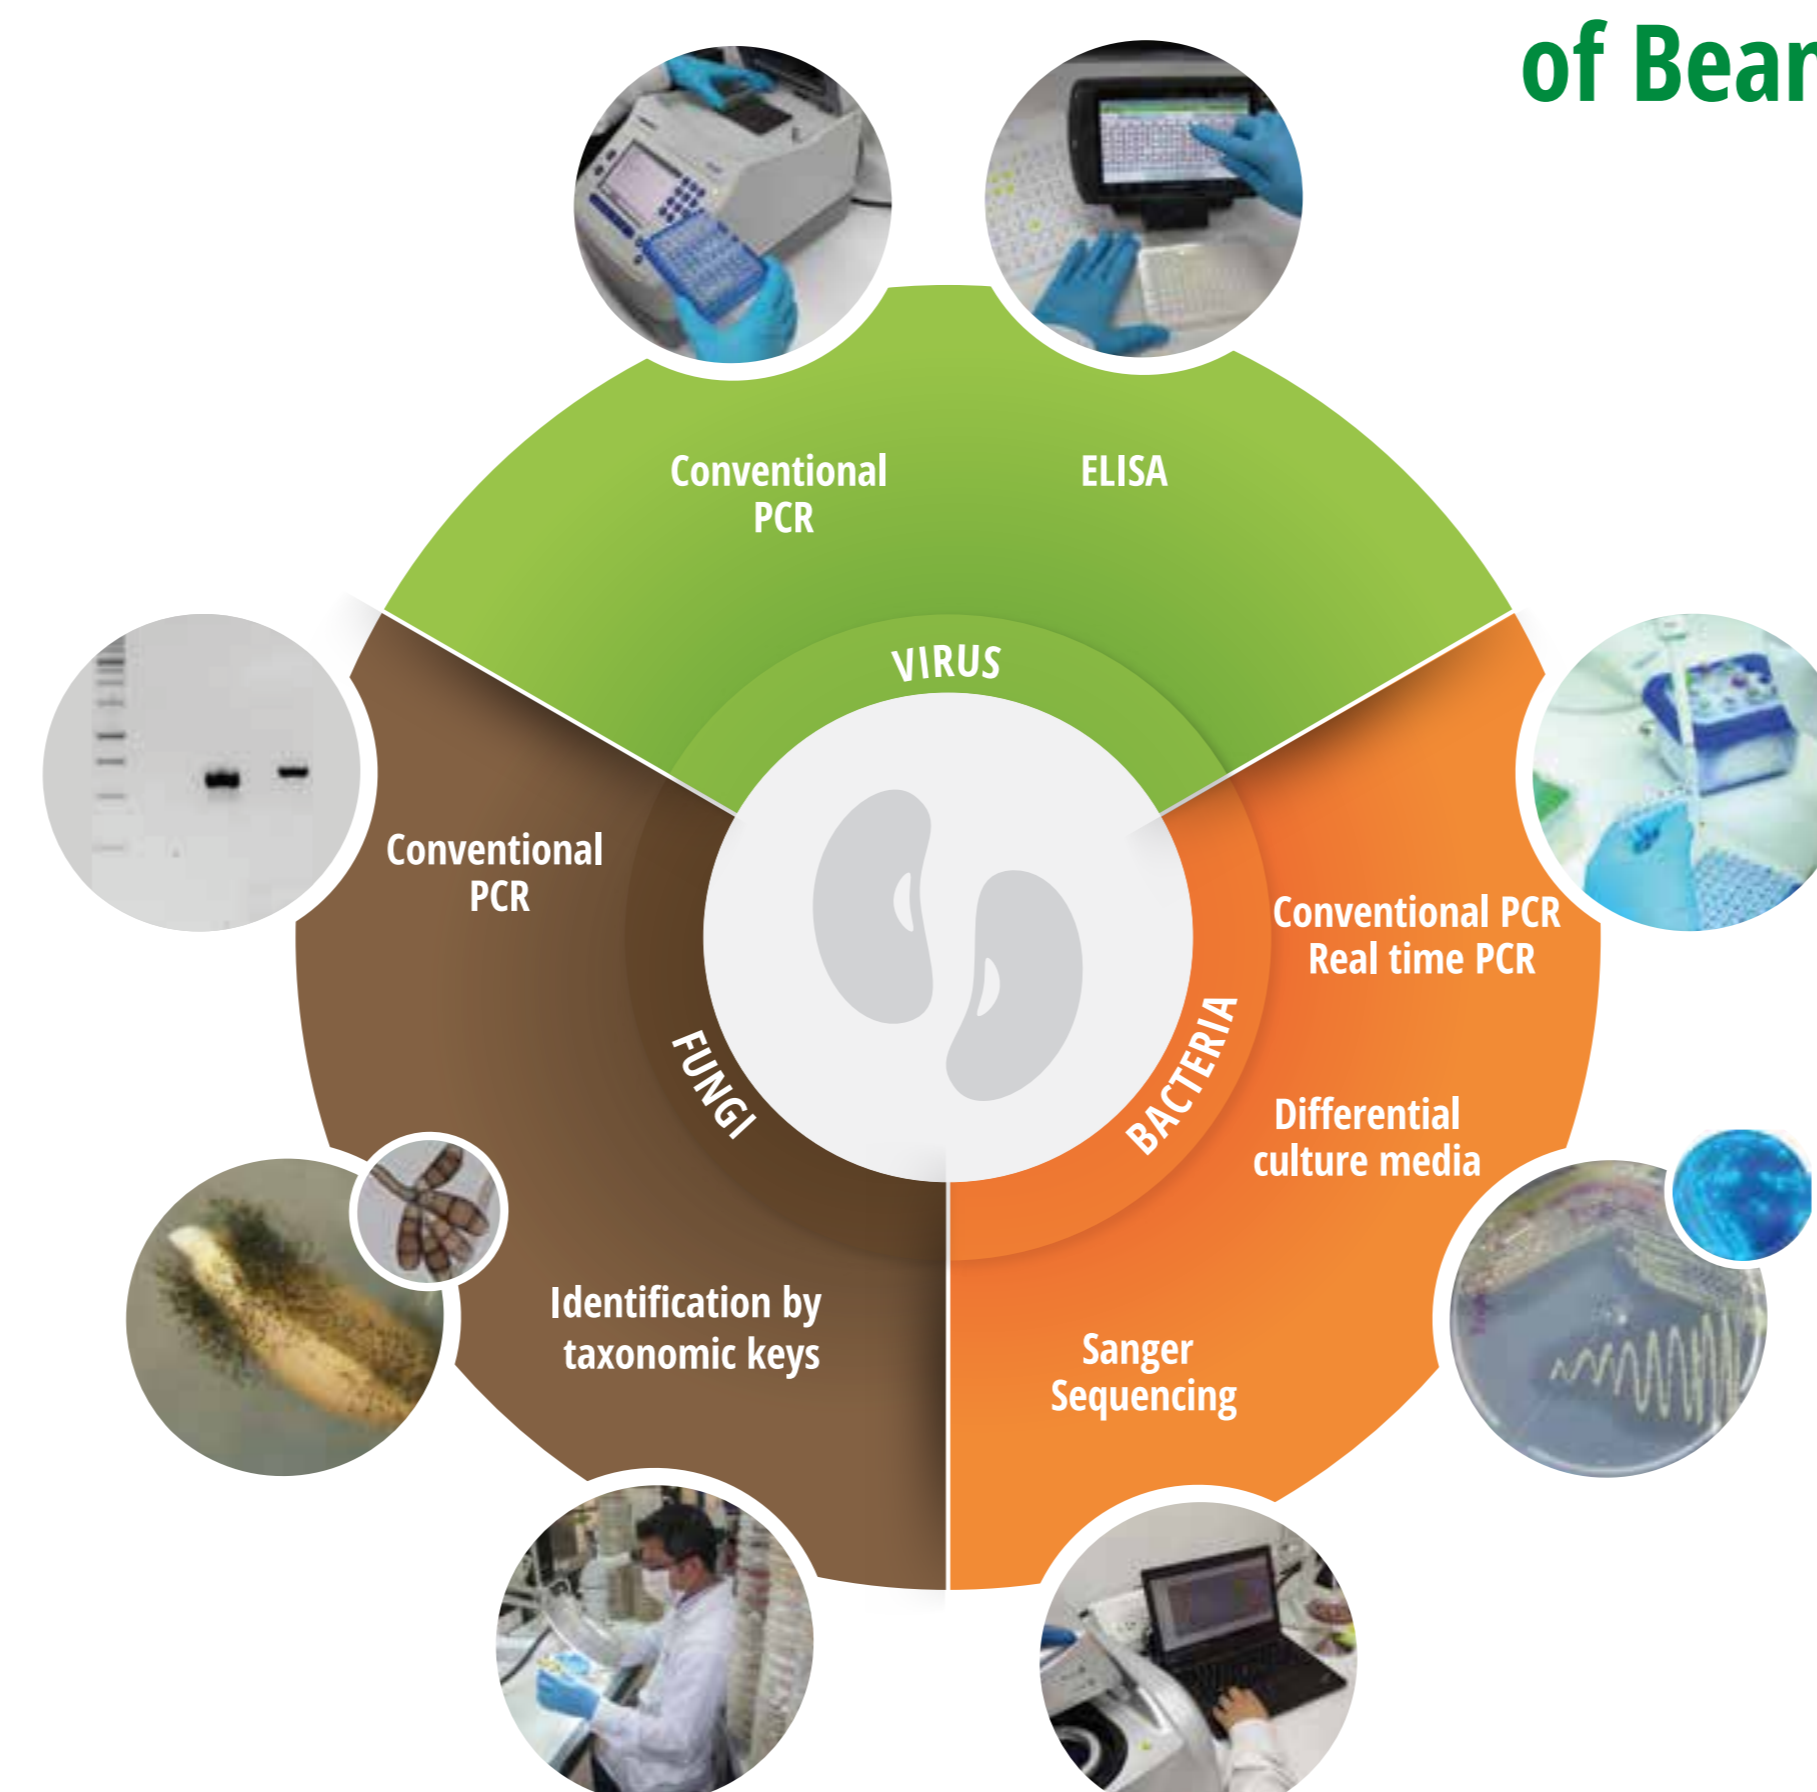 of Bean
Conventional
PCR
ELISA
VIRUS
Conventional
PCR
FUNGI
Identification by
taxonomic keys
BACTERIA
Conventional PCR
Real time PCR
Differential
culture media
Sanger
Sequencing